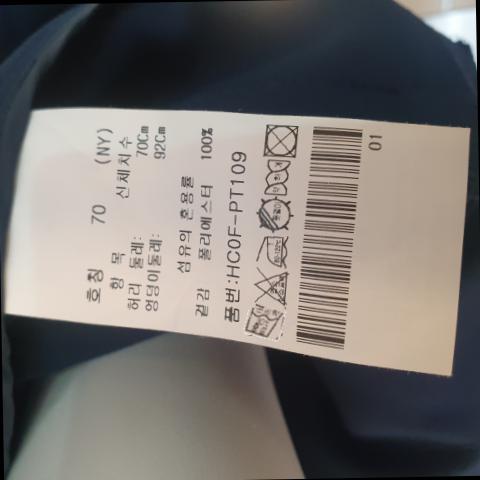 호칭 70 (NY)
항 목 신체치수
허리 둘레: 70Cm
엉덩이둘레: 92Cm
섬유의 혼용률
겉감 폴리에스터 100%
품번:HC0F-PT109
01